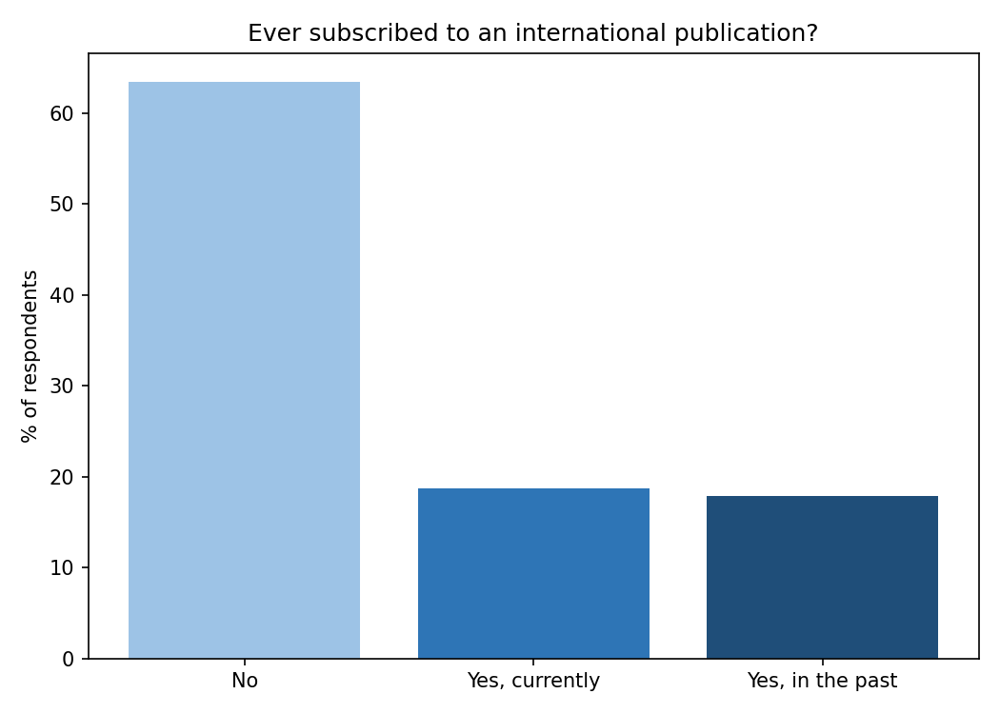 Ever subscribed to an international publication?
% of respondents
60
50
40
30
20
10
0
No
Yes, currently
Yes, in the past